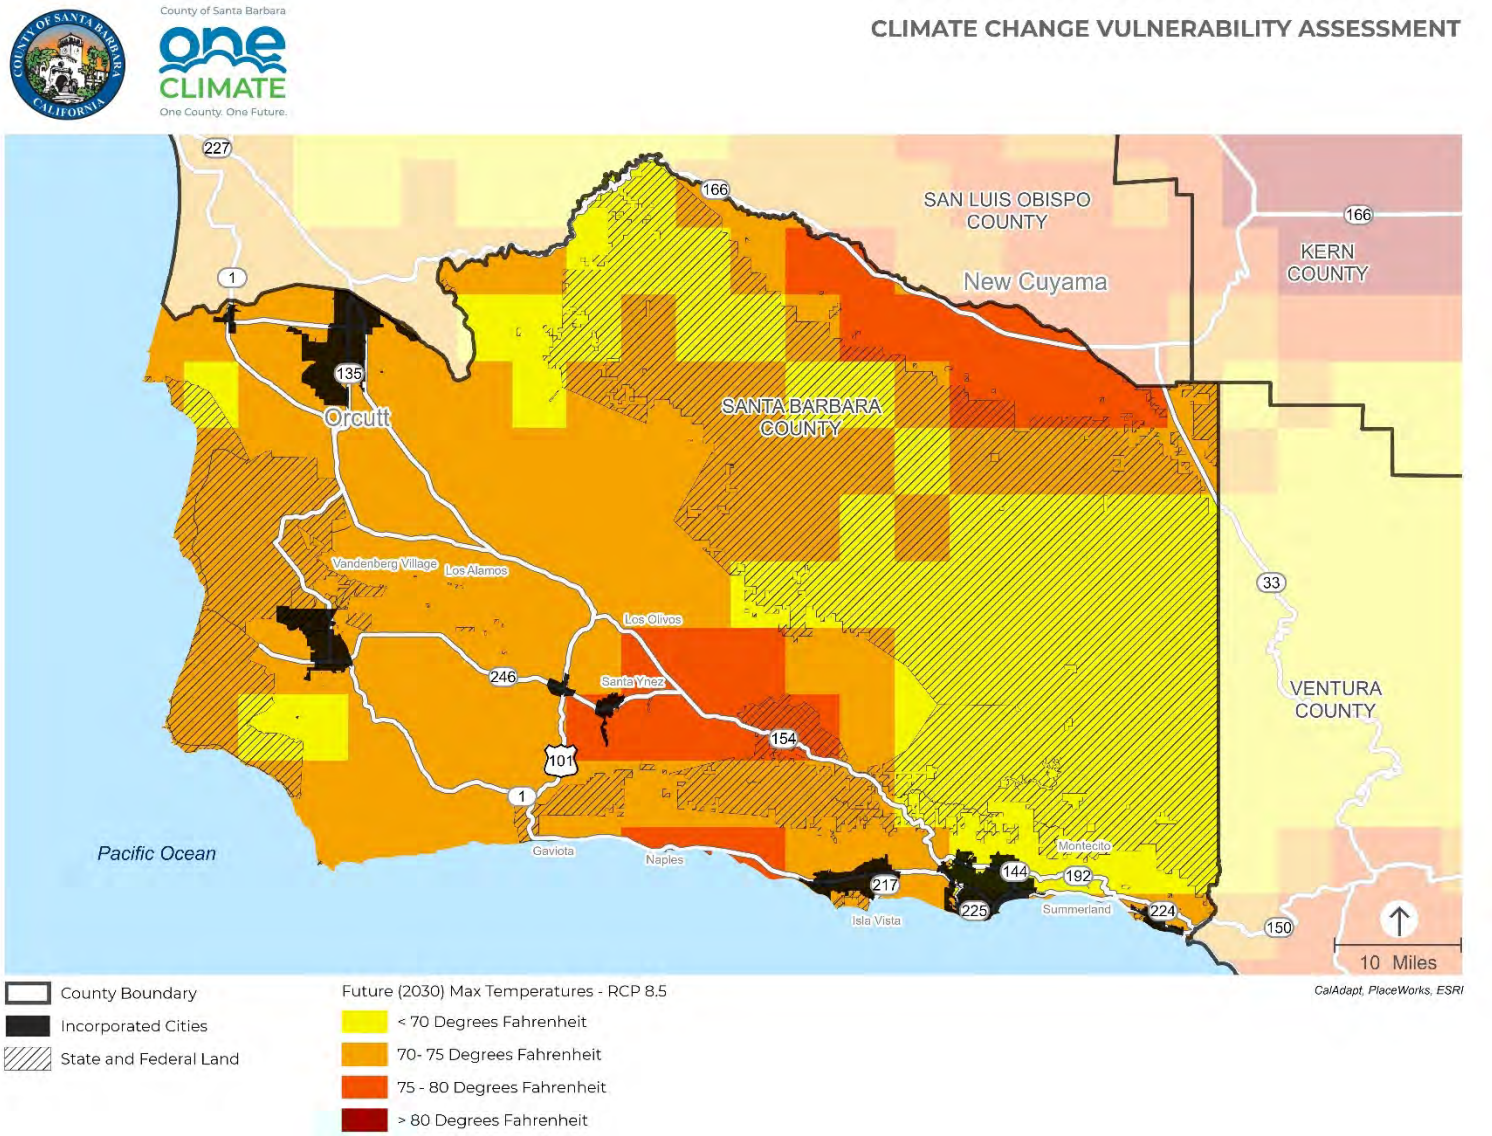 County of Santa Barbara
one
CLIMATE
One County. One Future.
COUNTY OF SANTA BARBARA
CALIFORNIA
CLIMATE CHANGE VULNERABILITY ASSESSMENT
227
166
SAN LUIS OBISPO
COUNTY
166
KERN
COUNTY
1
New Cuyama
135
Orcutt
SANTA BARBARA
COUNTY
Vandenberg Village
Los Alamos
33
Los Olivos
246
Santa Ynez
VENTURA
COUNTY
154
101
1
Pacific Ocean
Gaviota
Naples
Montecito
144
192
217
225
Isla Vista
Summerland
224
150
10 Miles
CalAdapt, PlaceWorks, ESRI
County Boundary
Incorporated Cities
State and Federal Land
Future (2030) Max Temperatures - RCP 8.5
< 70 Degrees Fahrenheit
70- 75 Degrees Fahrenheit
75 - 80 Degrees Fahrenheit
> 80 Degrees Fahrenheit